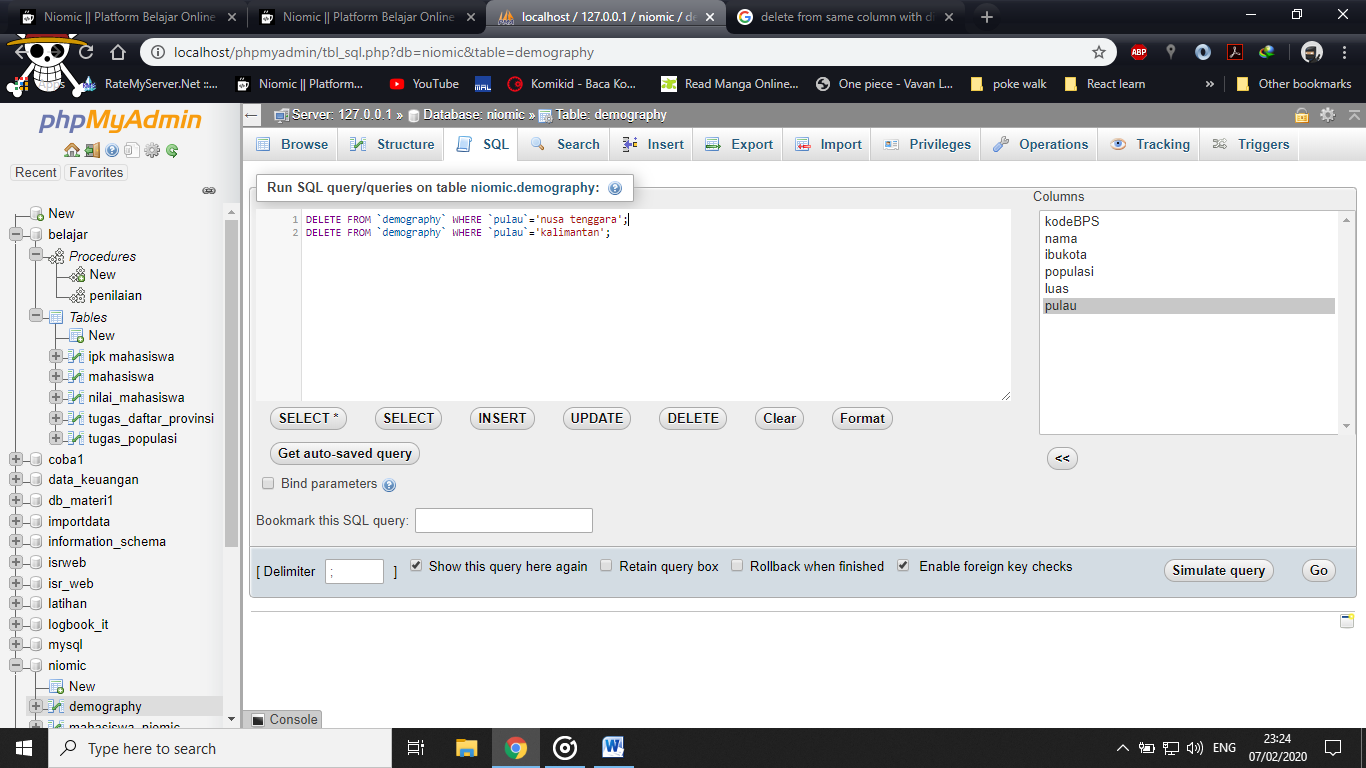 Niomic || Platform Belajar Online
Niomic || Platform Belajar Online
localhost / 127.0.0.1 / niomic / de
delete from same column with di
localhost/phpmyadmin/tbl_sql.php?db=niomic&table=demography
ABP
Apps
RateMyServer.Net ::...
Niomic || Platform...
YouTube
MAL
Komikid - Baca Ko...
Read Manga Online...
One piece - Vavan L...
poke walk
React learn
»
Other bookmarks
phpMyAdmin
Recent
Favorites
New
belajar
Procedures
New
penilaian
Tables
New
ipk mahasiswa
mahasiswa
nilai_mahasiswa
tugas_daftar_provinsi
tugas_populasi
coba1
data_keuangan
db_materi1
importdata
information_schema
isrweb
isr_web
latihan
logbook_it
mysql
niomic
New
demography
mahasiswa_niomic
Server: 127.0.0.1 » Database: niomic » Table: demography
Browse
Structure
SQL
Search
Insert
Export
Import
Privileges
Operations
Tracking
Triggers
Run SQL query/queries on table niomic.demography:
1 DELETE FROM `demography` WHERE `pulau`='nusa tenggara';
2 DELETE FROM `demography` WHERE `pulau`='kalimantan';
Columns
kodeBPS
nama
ibukota
populasi
luas
pulau
<<
SELECT *
SELECT
INSERT
UPDATE
DELETE
Clear
Format
Get auto-saved query
Bind parameters
Bookmark this SQL query:
[ Delimiter ; ]
Show this query here again
Retain query box
Rollback when finished
Enable foreign key checks
Simulate query
Go
Console
Type here to search
ENG
23:24
07/02/2020